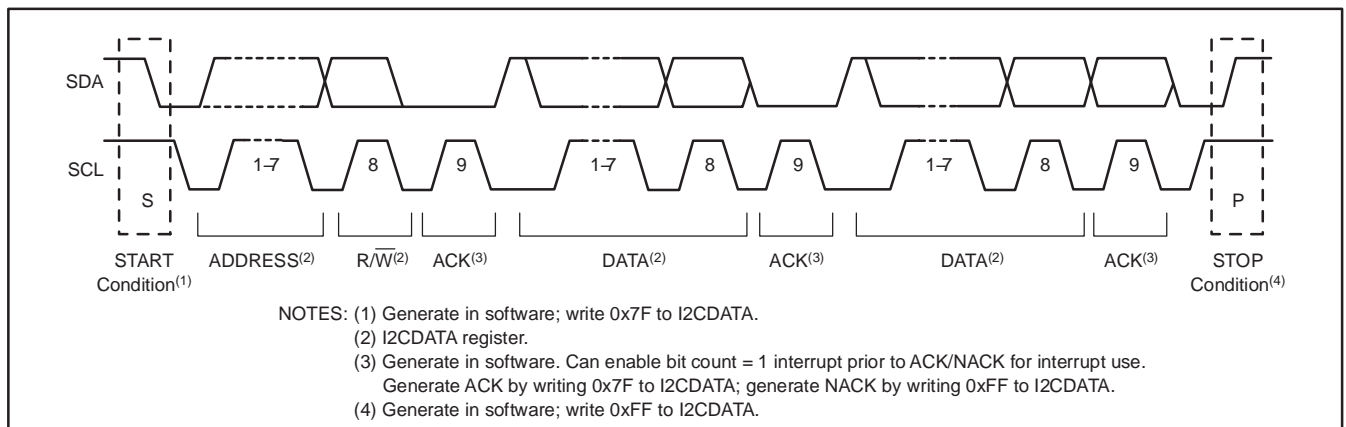 SDA
SCL
1–7 8 9 1–7 8 9 1–7 8 9
S P
START Condition(1) ADDRESS(2) R/W̅(2) ACK(3) DATA(2) ACK(3) DATA(2) ACK(3) STOP Condition(4)
NOTES: (1) Generate in software; write 0x7F to I2CDATA.
(2) I2CDATA register.
(3) Generate in software. Can enable bit count = 1 interrupt prior to ACK/NACK for interrupt use.
Generate ACK by writing 0x7F to I2CDATA; generate NACK by writing 0xFF to I2CDATA.
(4) Generate in software; write 0xFF to I2CDATA.